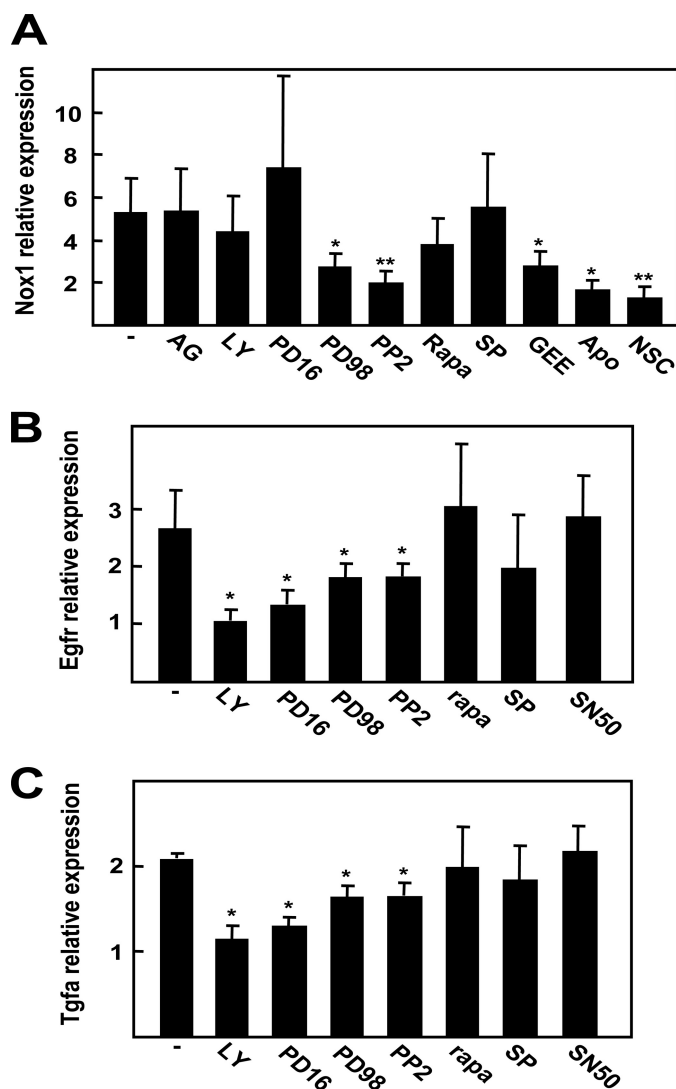 A
Nox1 relative expression
10
8
6
4
2
* ** * * **
- AG LY PD16 PD98 PP2 Rapa SP GEE Apo NSC
B
Egfr relative expression
3
2
1
* * * *
- LY PD16 PD98 PP2 rapa SP SN50
C
Tgfa relative expression
2
1
* * * *
- LY PD16 PD98 PP2 rapa SP SN50